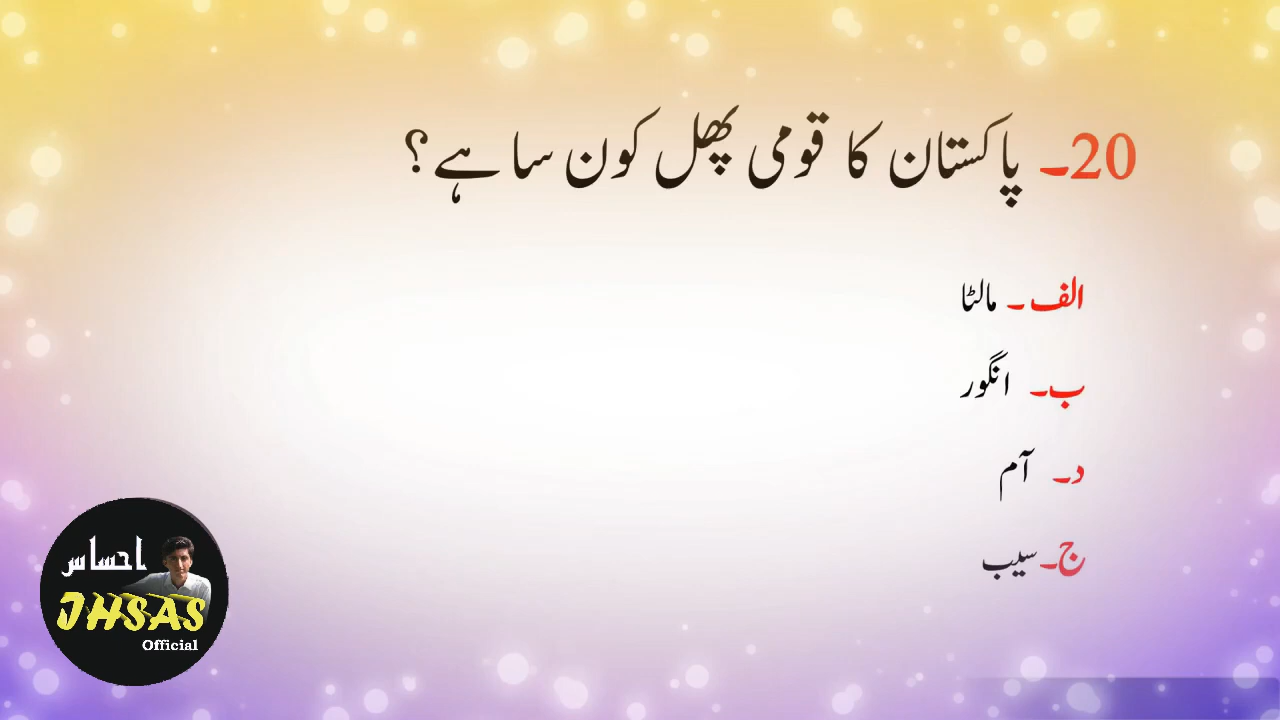 20۔ پاکستان کا قومی پھل کون سا ہے؟
الف ۔ مالٹا
ب۔ انگور
د۔ آم
ج۔ سیب
احساس
IHSAS
Official